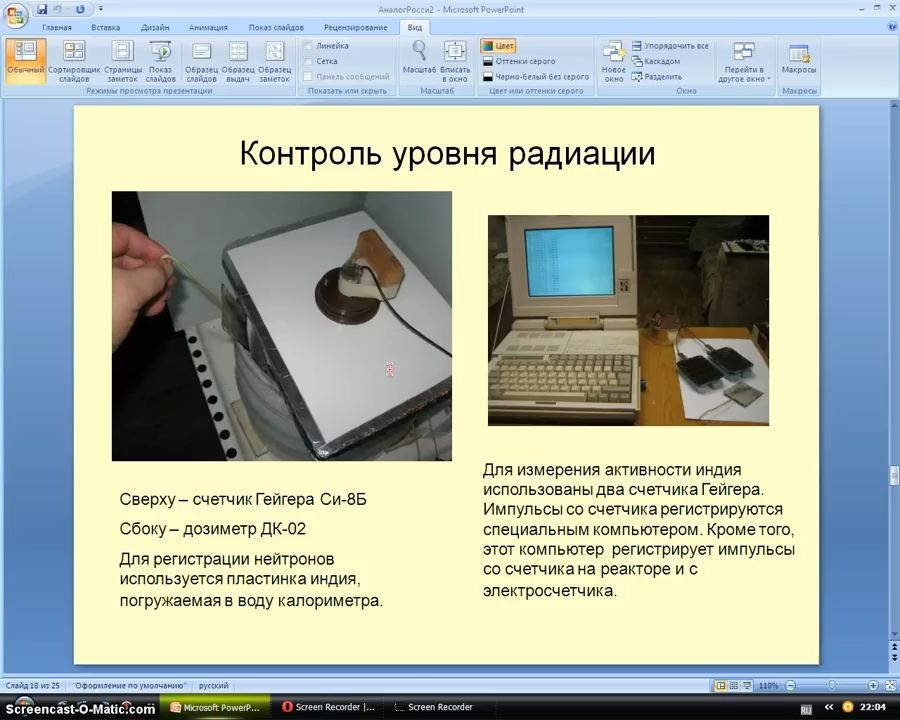 АналогРосси2 - Microsoft PowerPoint
Главная Вставка Дизайн Анимация Показ слайдов Рецензирование Вид
Обычный Сортировщик слайдов Страницы заметок Показ слайдов Образец слайдов Образец выдач Образец заметок
Линейка
Сетка
Панель сообщений
Масштаб Вписать в окно
Цвет
Оттенки серого
Черно-белый без серого
Новое окно
Упорядочить все
Каскадом
Разделить
Перейти в другое окно
Макросы
Режимы просмотра презентации Показать или скрыть Масштаб Цвет или оттенки серого Окно Макросы
Контроль уровня радиации
Сверху – счетчик Гейгера Си-8Б
Сбоку – дозиметр ДК-02
Для регистрации нейтронов
используется пластинка индия,
погружаемая в воду калориметра.
Для измерения активности индия
использованы два счетчика Гейгера.
Импульсы со счетчика регистрируются
специальным компьютером. Кроме того,
этот компьютер регистрирует импульсы
со счетчика на реакторе и с
электросчетчика.
Слайд 18 из 25 "Оформление по умолчанию" русский 110%
Screencast-O-Matic.com Microsoft PowerP... Screen Recorder |... Screen Recorder RU 22:04